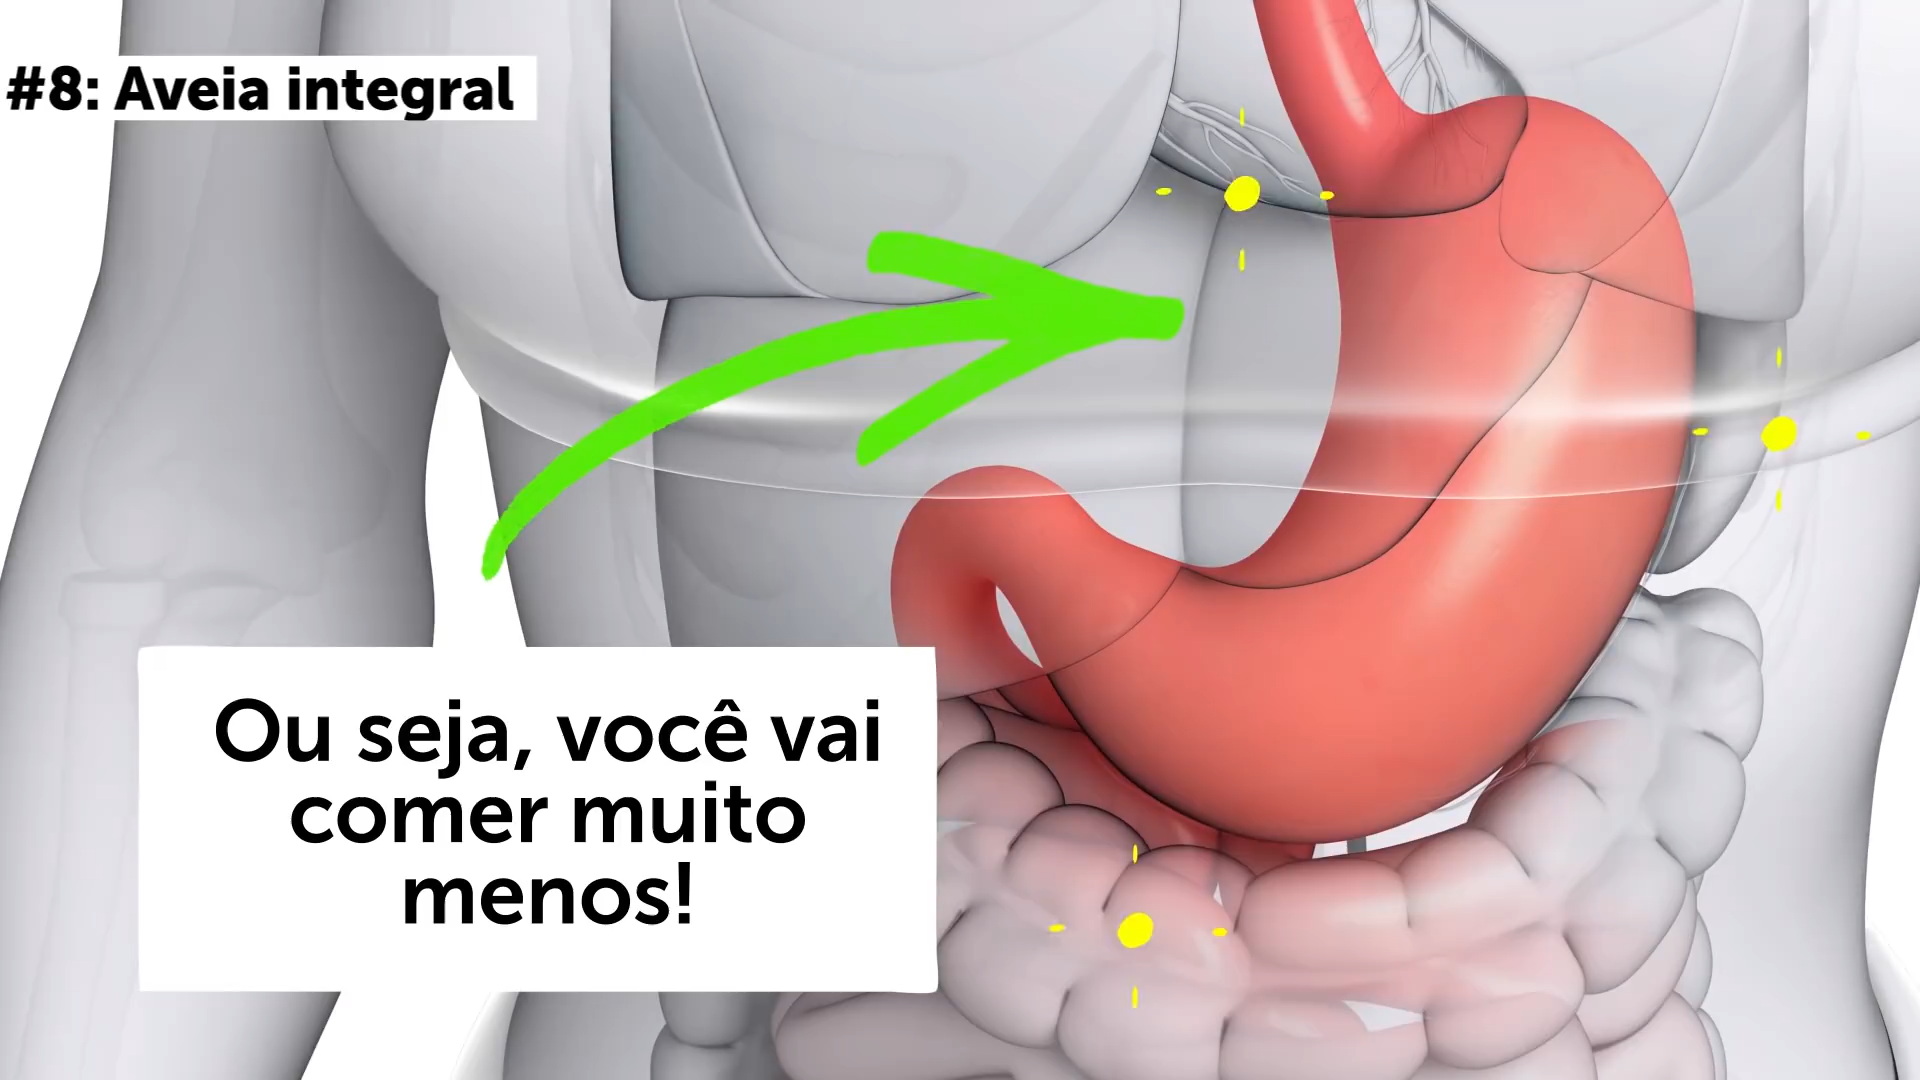 #8: Aveia integral
Ou seja, você vai
comer muito
menos!